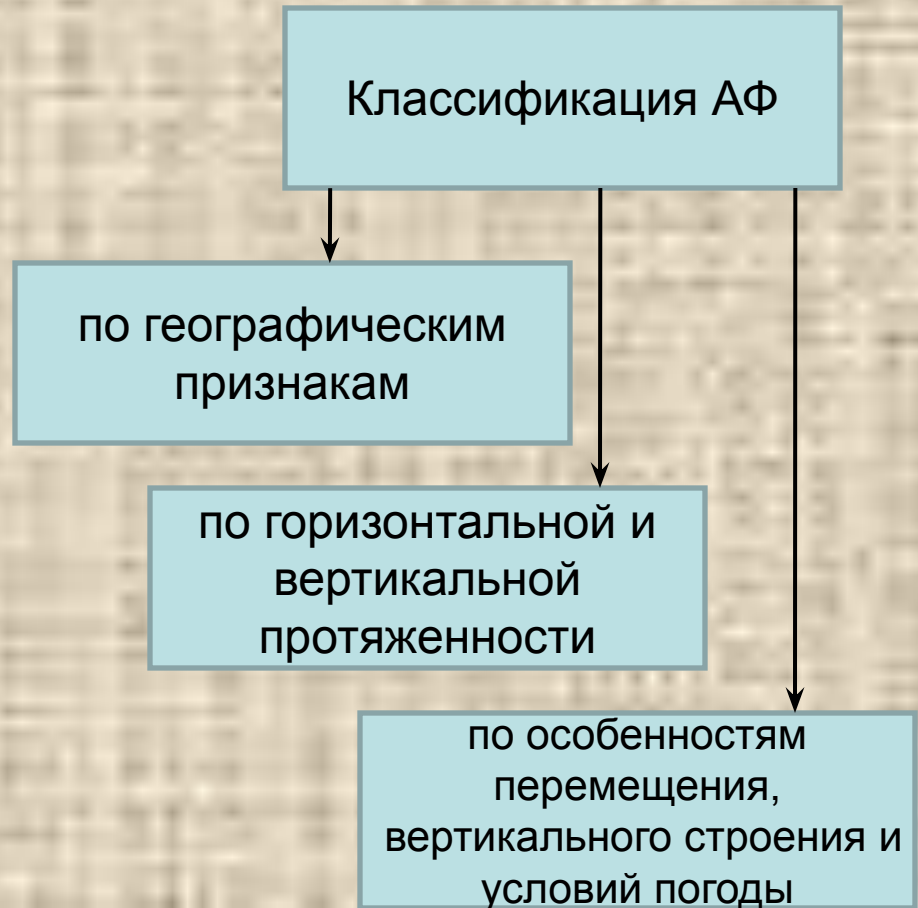 Классификация АФ
по географическим
признакам
по горизонтальной и
вертикальной
протяженности
по особенностям
перемещения,
вертикального строения и
условий погоды